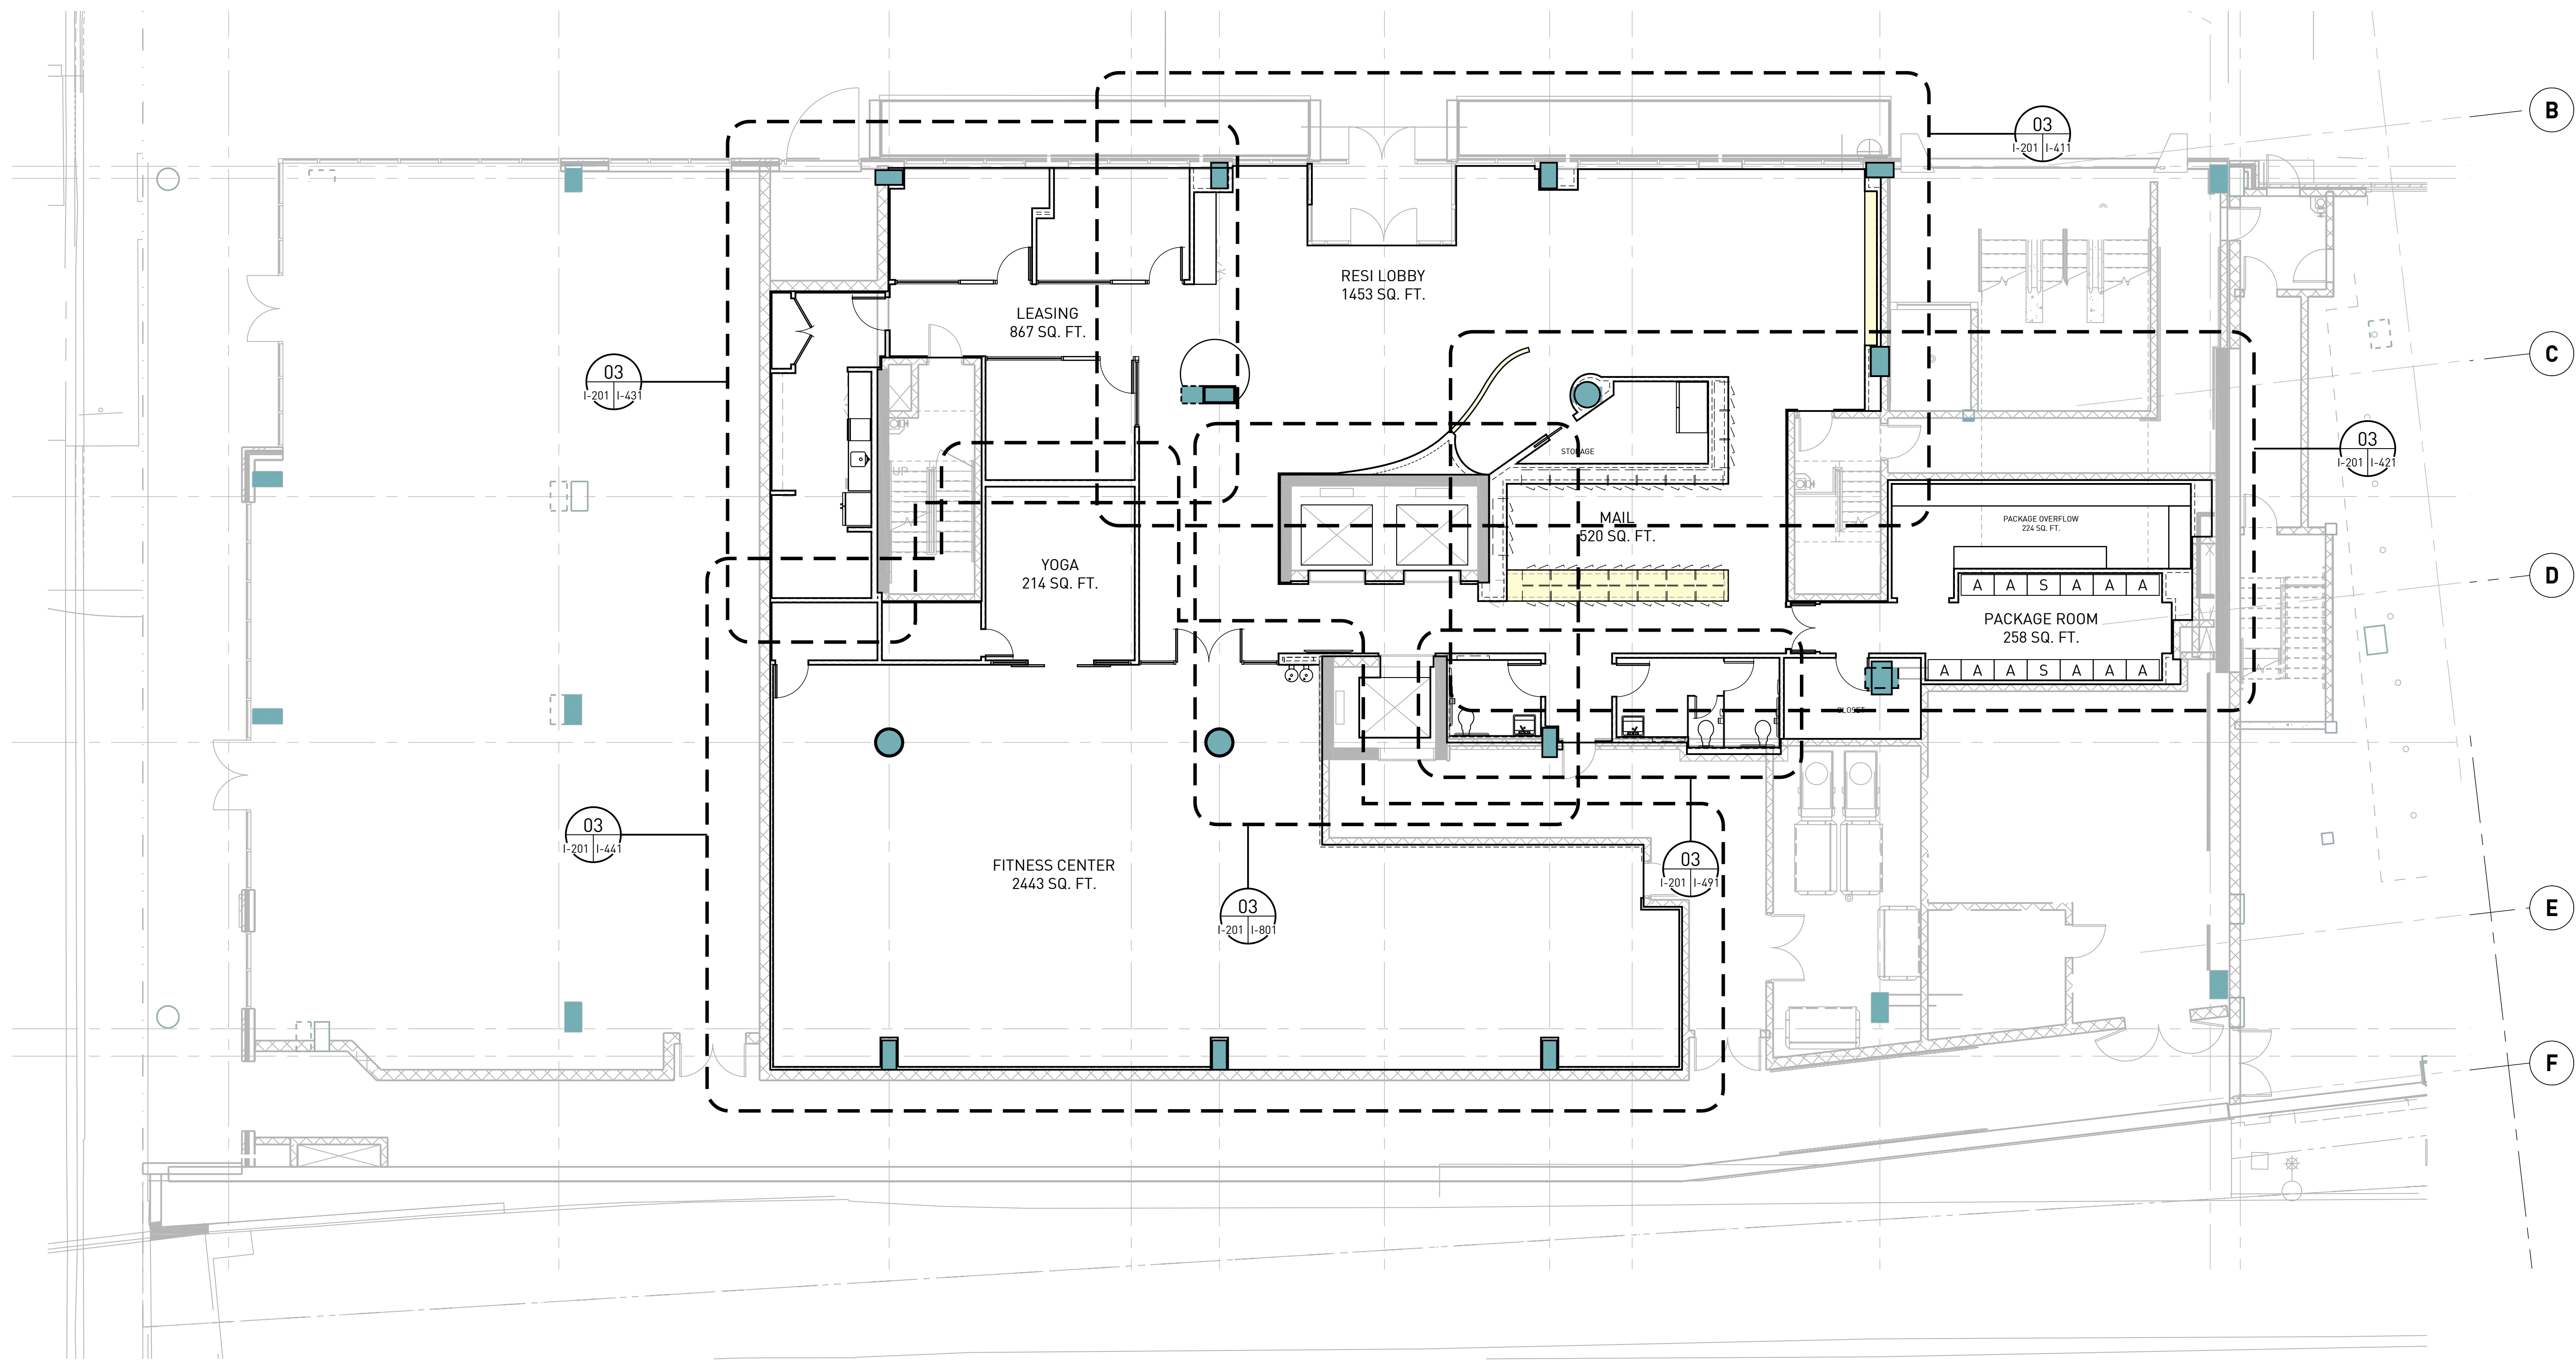 B
03
I-201 I-411
RESI LOBBY
1453 SQ. FT.
LEASING
867 SQ. FT.
C
03
I-201 I-431
03
I-201 I-421
STORAGE
UP
MAIL
520 SQ. FT.
PACKAGE OVERFLOW
224 SQ. FT.
YOGA
214 SQ. FT.
D
A A S A A A
PACKAGE ROOM
258 SQ. FT.
A A A S A A A
CLOSET
03
I-201 I-441
FITNESS CENTER
2443 SQ. FT.
03
I-201 I-491
03
I-201 I-801
E
F